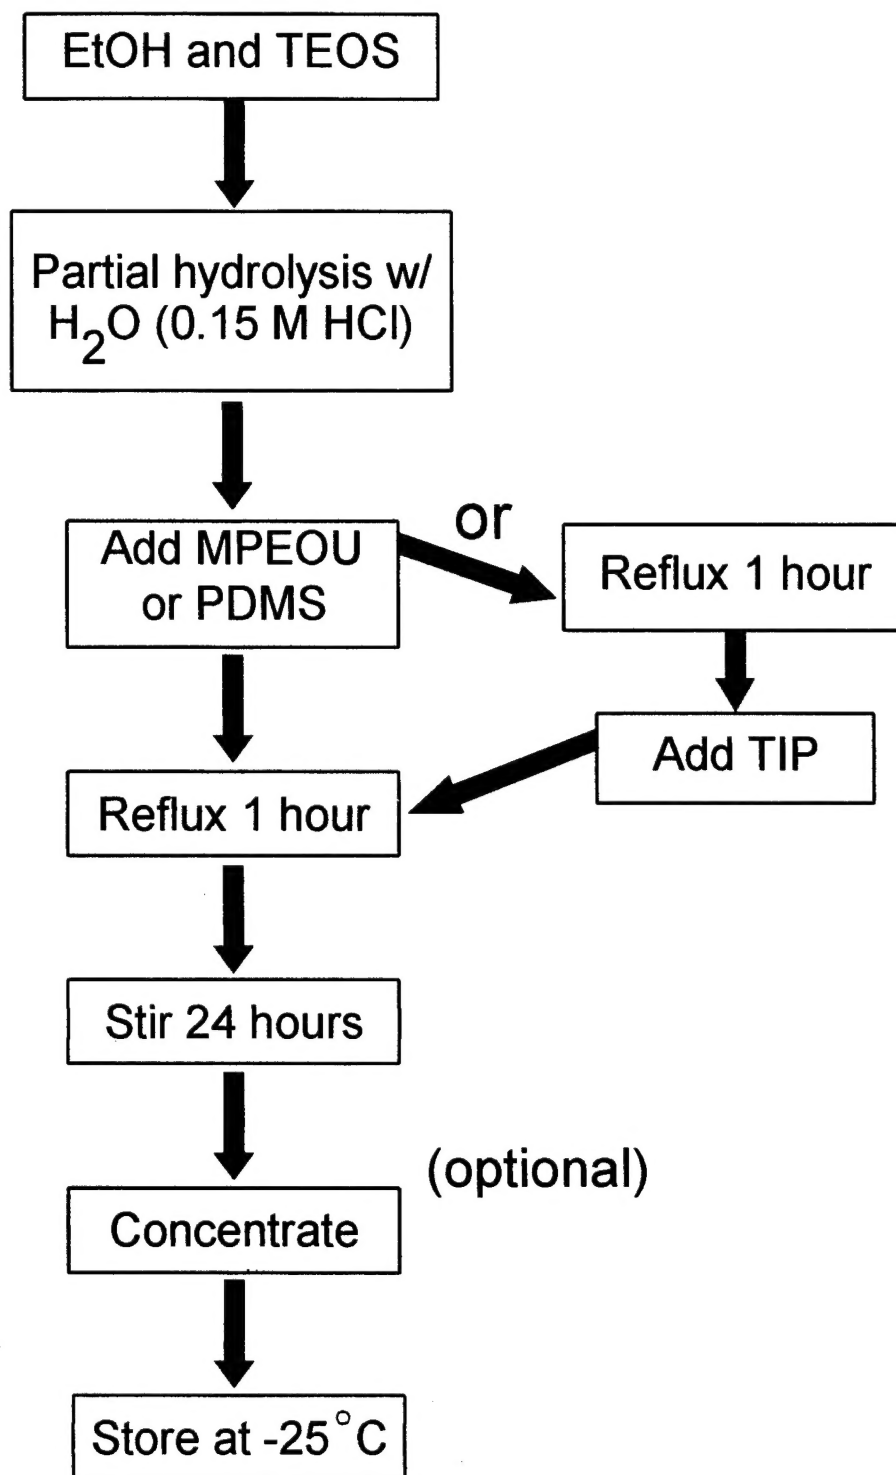 EtOH and TEOS
Partial hydrolysis w/
H₂O (0.15 M HCl)
Add MPEOU
or PDMS
or
Reflux 1 hour
Add TIP
Reflux 1 hour
Stir 24 hours
(optional)
Concentrate
Store at -25°C